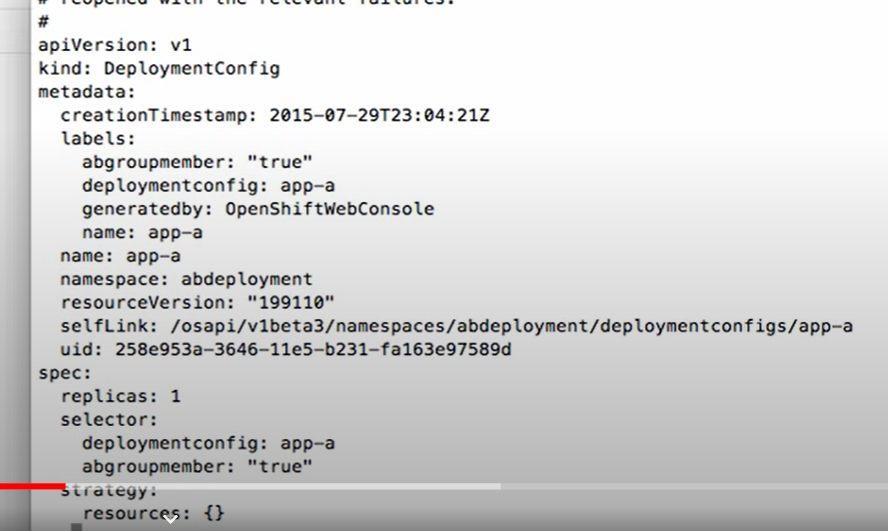 # reopened with the relevant failures.
#
apiVersion: v1
kind: DeploymentConfig
metadata:
  creationTimestamp: 2015-07-29T23:04:21Z
  labels:
    abgroupmember: "true"
    deploymentconfig: app-a
    generatedby: OpenShiftWebConsole
    name: app-a
  name: app-a
  namespace: abdeployment
  resourceVersion: "199110"
  selfLink: /osapi/v1beta3/namespaces/abdeployment/deploymentconfigs/app-a
  uid: 258e953a-3646-11e5-b231-fa163e97589d
spec:
  replicas: 1
  selector:
    deploymentconfig: app-a
    abgroupmember: "true"
  strategy:
    resources: {}